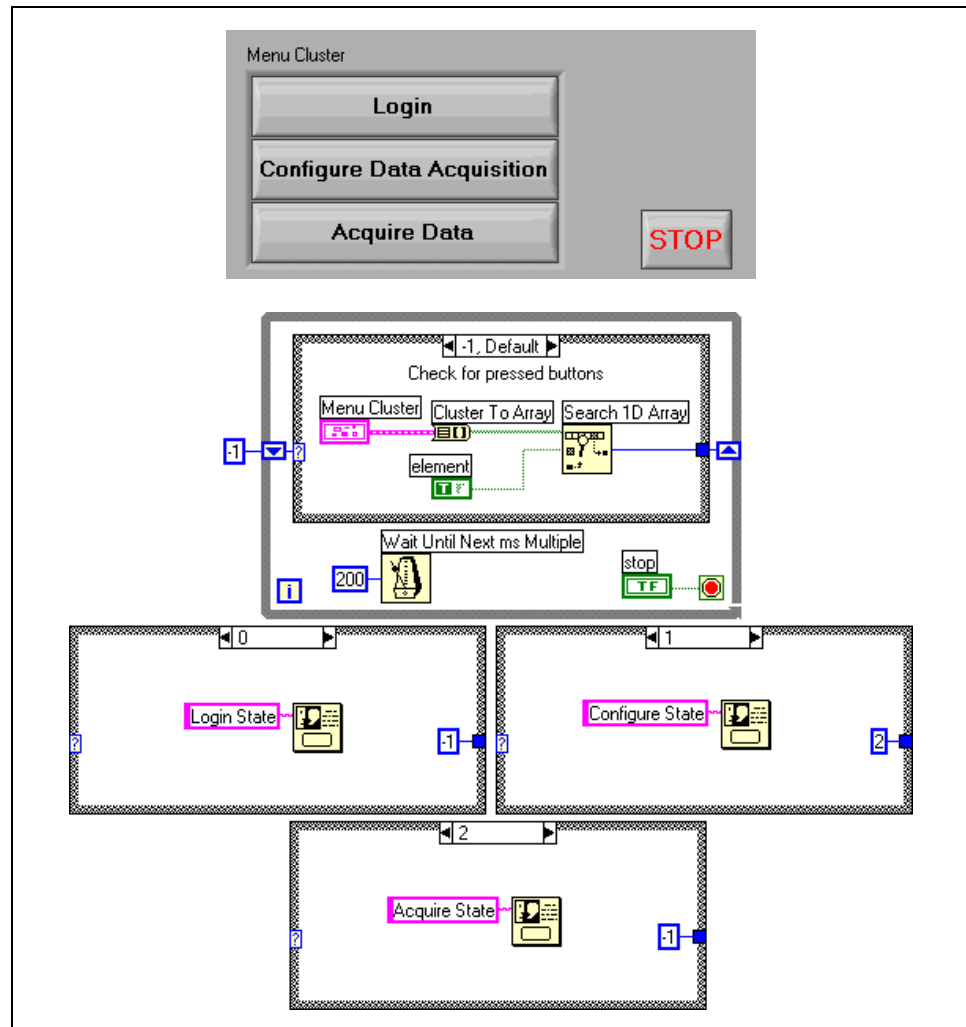 Menu Cluster
Login
Configure Data Acquisition
Acquire Data
STOP
-1, Default
Check for pressed buttons
Menu Cluster
Cluster To Array
Search 1D Array
-1
?
element
T F
Wait Until Next ms Multiple
200
stop
TF
i
0
Login State
?
-1
1
Configure State
?
2
2
Acquire State
?
-1